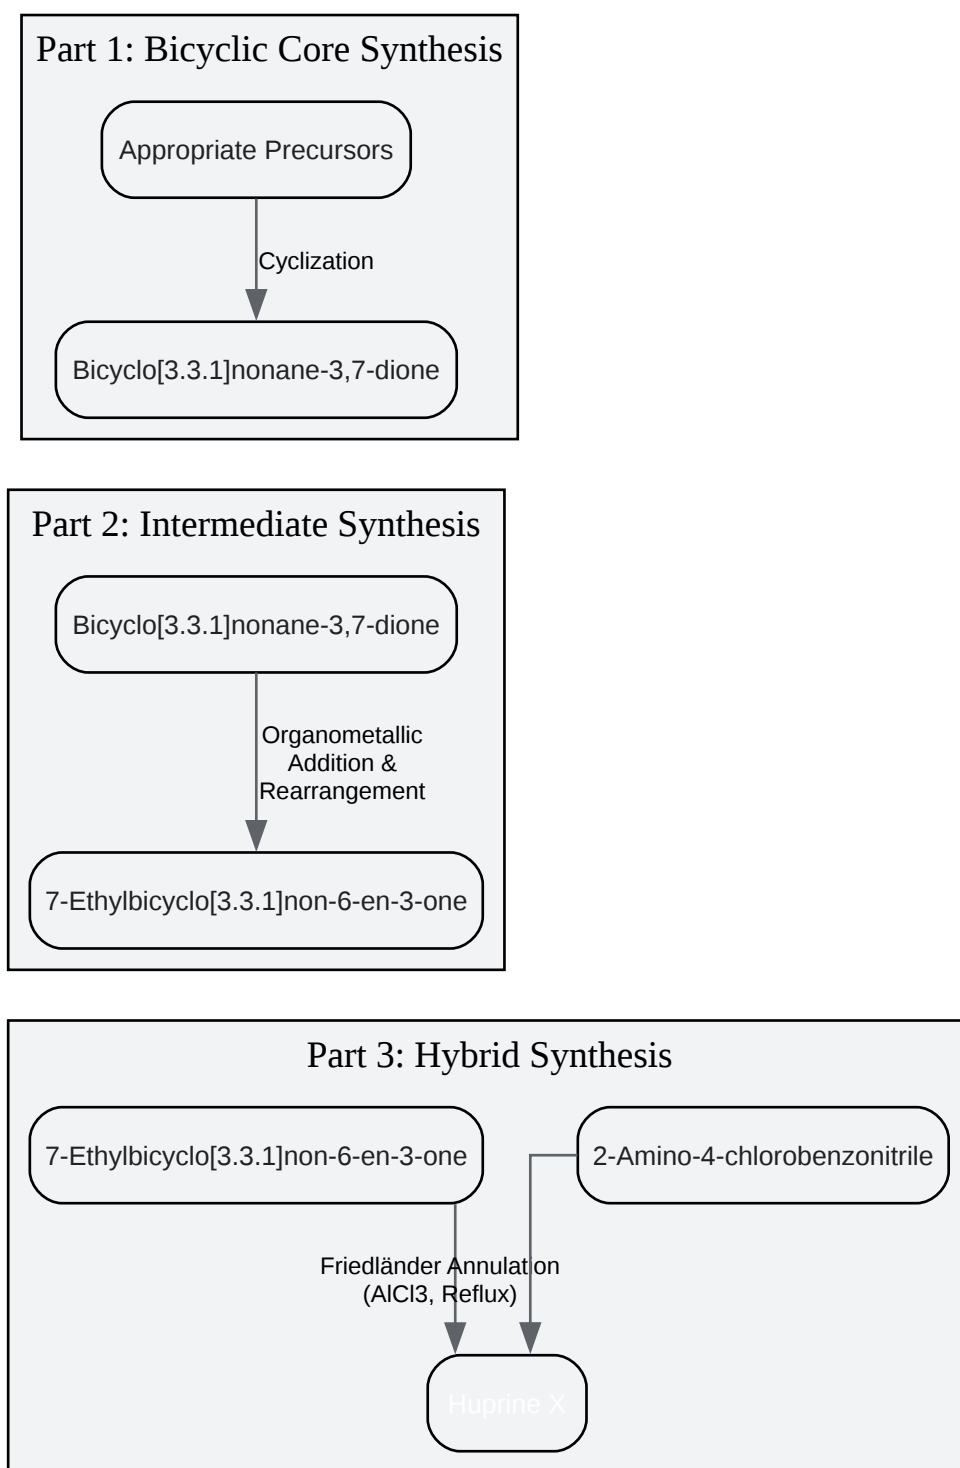 Part 1: Bicyclic Core Synthesis
Appropriate Precursors
Cyclization
Bicyclo[3.3.1]nonane-3,7-dione
Part 2: Intermediate Synthesis
Bicyclo[3.3.1]nonane-3,7-dione
Organometallic
Addition &
Rearrangement
7-Ethylbicyclo[3.3.1]non-6-en-3-one
Part 3: Hybrid Synthesis
7-Ethylbicyclo[3.3.1]non-6-en-3-one
2-Amino-4-chlorobenzonitrile
Friedländer Annulation
(AlCl3, Reflux)
Huprine X